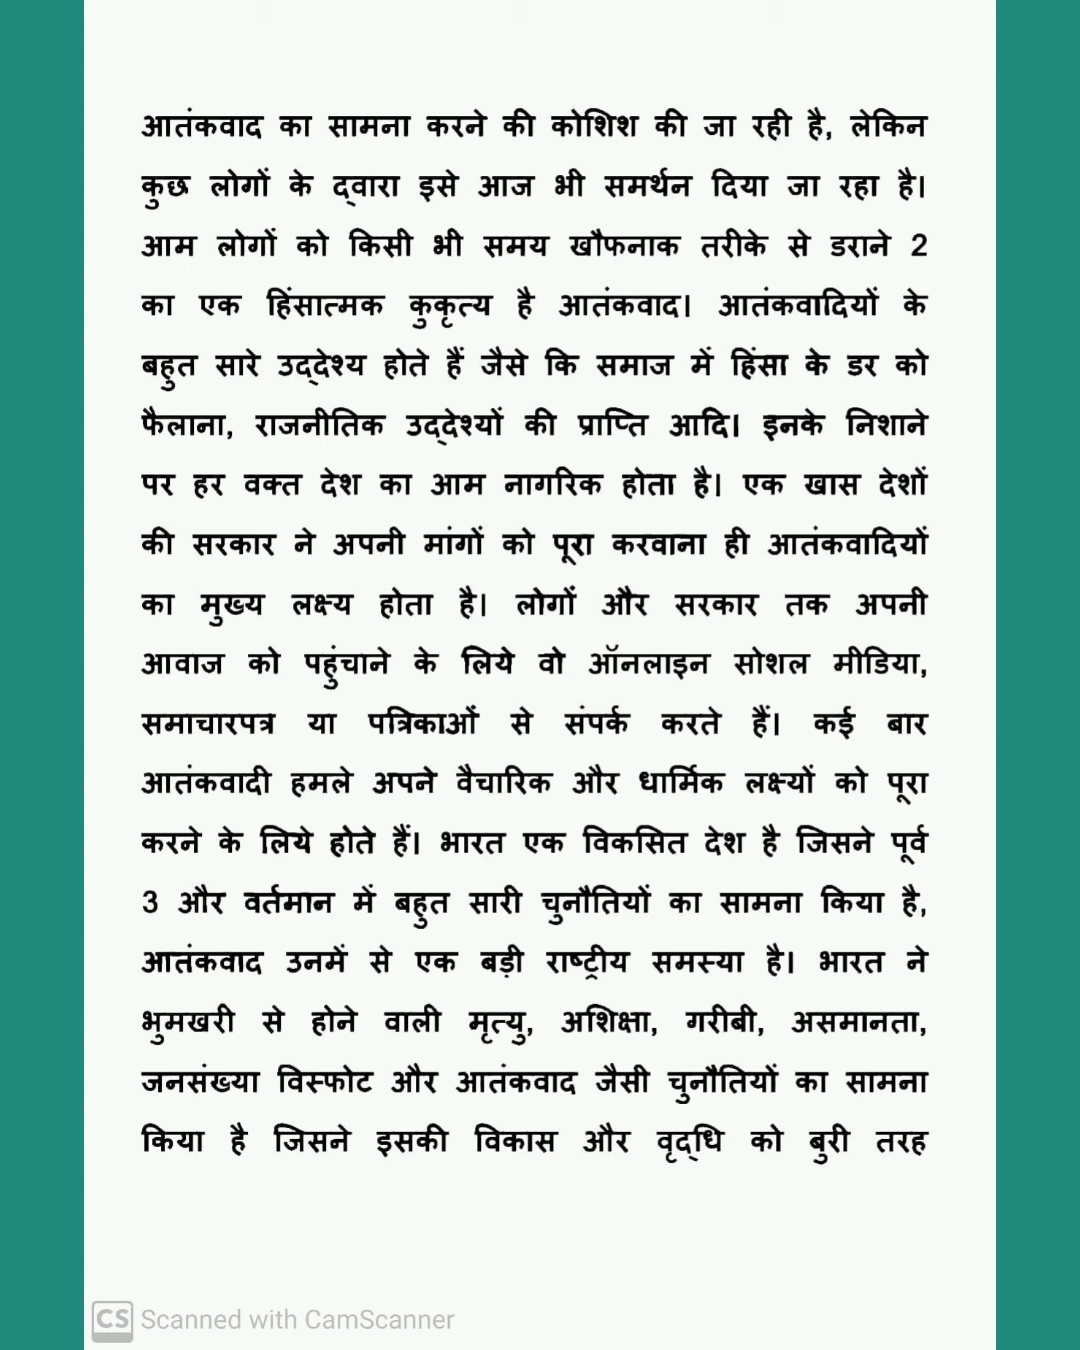 आतंकवाद का सामना करने की कोशिश की जा रही है, लेकिन
कुछ लोगों के द्वारा इसे आज भी समर्थन दिया जा रहा है।
आम लोगों को किसी भी समय खौफनाक तरीके से डराने 2
का एक हिंसात्मक कुकृत्य है आतंकवाद। आतंकवादियों के
बहुत सारे उद्देश्य होते हैं जैसे कि समाज में हिंसा के डर को
फैलाना, राजनीतिक उद्देश्यों की प्राप्ति आदि। इनके निशाने
पर हर वक्त देश का आम नागरिक होता है। एक खास देशों
की सरकार ने अपनी मांगों को पूरा करवाना ही आतंकवादियों
का मुख्य लक्ष्य होता है। लोगों और सरकार तक अपनी
आवाज को पहुंचाने के लिये वो ऑनलाइन सोशल मीडिया,
समाचारपत्र या पत्रिकाओं से संपर्क करते हैं। कई बार
आतंकवादी हमले अपने वैचारिक और धार्मिक लक्ष्यों को पूरा
करने के लिये होते हैं। भारत एक विकसित देश है जिसने पूर्व
3 और वर्तमान में बहुत सारी चुनौतियों का सामना किया है,
आतंकवाद उनमें से एक बड़ी राष्ट्रीय समस्या है। भारत ने
भुमखरी से होने वाली मृत्यु, अशिक्षा, गरीबी, असमानता,
जनसंख्या विस्फोट और आतंकवाद जैसी चुनौतियों का सामना
किया है जिसने इसकी विकास और वृद्धि को बुरी तरह
CS Scanned with CamScanner